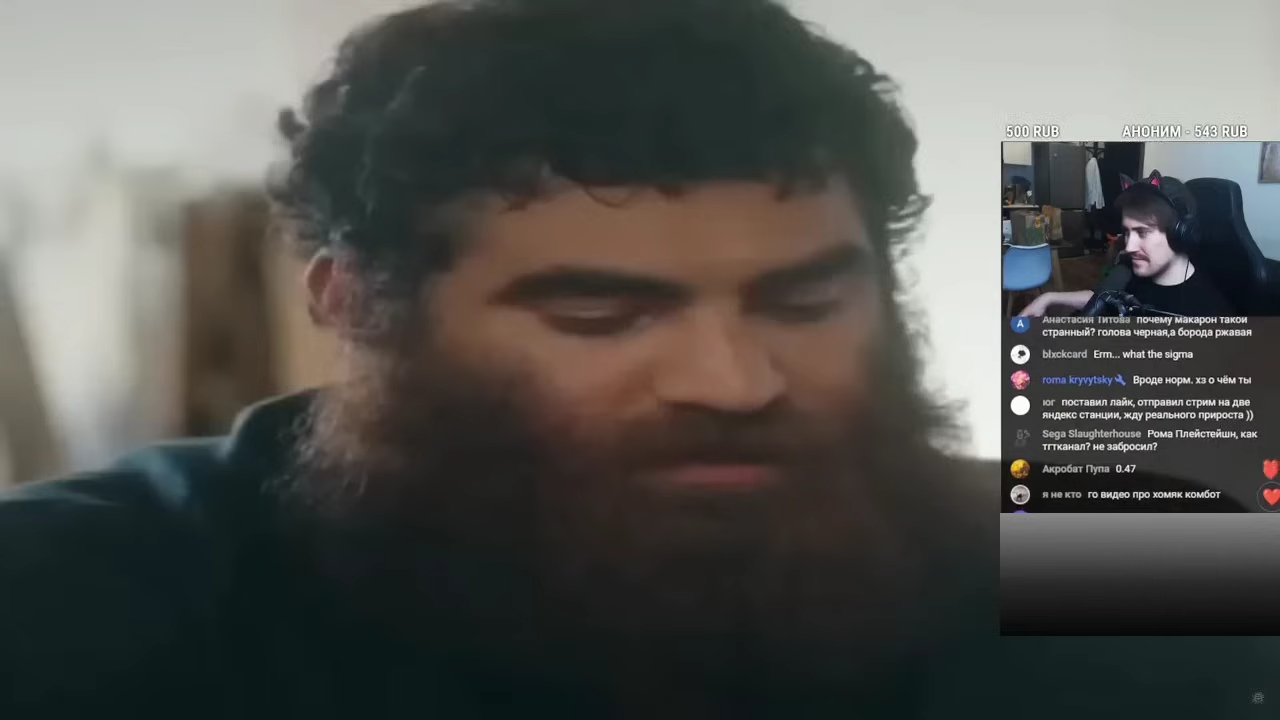 500 RUB
АНОНИМ - 543 RUB
Анастасия Титова почему макарон такой
странный? голова черная,а борода ржавая
blxckcard Erm... what the sigma
roma kryvytsky Вроде норм. хз о чём ты
юг поставил лайк, отправил стрим на две
яндекс станции, жду реального прироста ))
Sega Slaughterhouse Рома Плейстейшн, как
тгтканал? не забросил?
Акробат Пупа 0.47
я не кто го видео про хомяк комбот